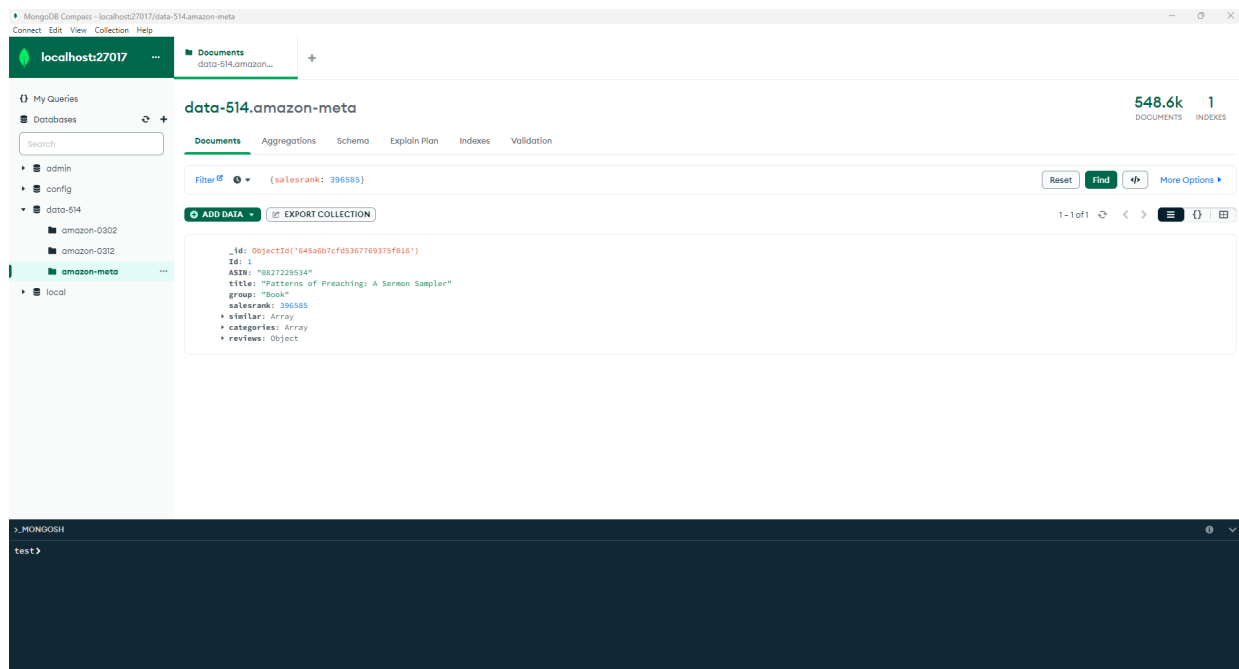 MongoDB Compass - localhost:27017/data-514.amazon-meta
Connect Edit View Collection Help
localhost:27017 ...
Documents
data-514.amazon...
+
My Queries
Databases
Search
admin
config
data-514
amazon-0302
amazon-0312
amazon-meta ...
local
data-514.amazon-meta
548.6k DOCUMENTS
1 INDEXES
Documents Aggregations Schema Explain Plan Indexes Validation
Filter {salesrank: 396585} Reset Find </> More Options
ADD DATA EXPORT COLLECTION 1 – 1 of 1 {}
_id: ObjectId('645a6b7cfd5367769375f016')
Id: 1
ASIN: "0827229534"
title: "Patterns of Preaching: A Sermon Sampler"
group: "Book"
salesrank: 396585
similar: Array
categories: Array
reviews: Object
>_MONGOSH
test>